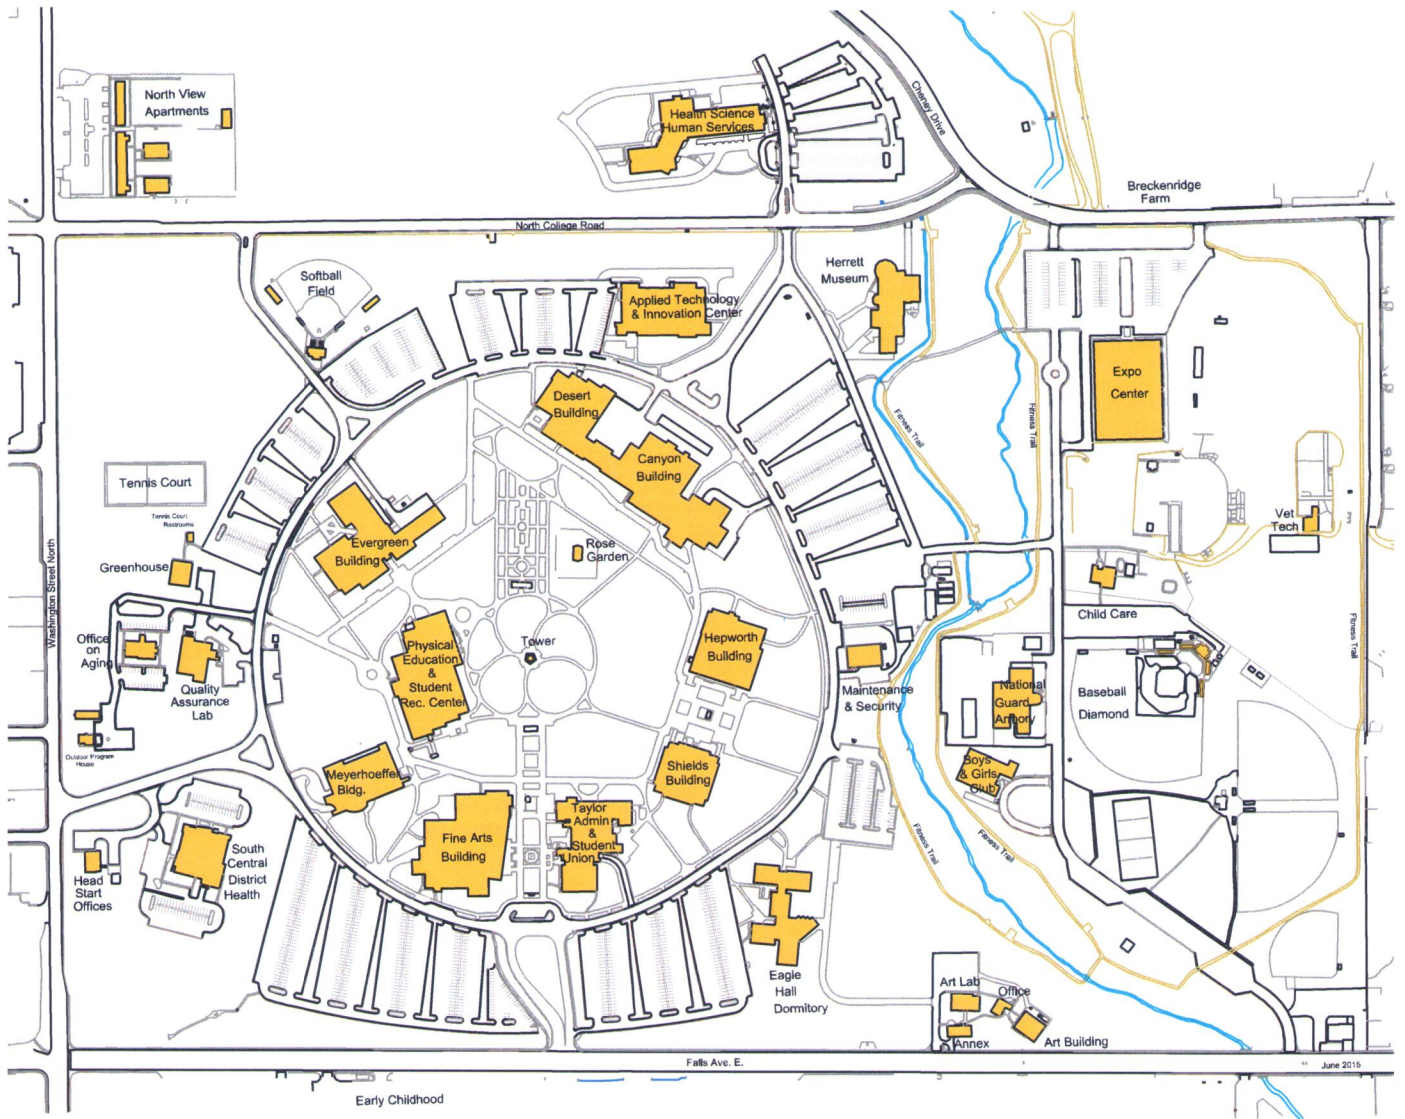 North View
Apartments
Health Science
Human Services
Cheney Drive
Breckenridge
Farm
North College Road
Softball
Field
Herrett
Museum
Applied Technology
& Innovation Center
Expo
Center
Desert
Building
Fitness Trail
Fitness Trail
Canyon
Building
Tennis Court
Tennis Court
Restrooms
Vet
Tech
Evergreen
Building
Rose
Garden
Greenhouse
Washington Street North
Child Care
Fitness Trail
Office
on
Aging
Physical
Education
&
Student
Rec. Center
Tower
Hepworth
Building
Quality
Assurance
Lab
Maintenance
& Security
National
Guard
Armory
Baseball
Diamond
Outdoor Program
House
Meyerhoeffer
Bldg.
Shields
Building
Boys
& Girls
Club
Fine Arts
Building
Taylor
Admin
&
Student
Union
Fitness Trail
Fitness Trail
South
Central
District
Health
Head
Start
Offices
Eagle
Hall
Dormitory
Art Lab
Office
Annex
Art Building
Falls Ave. E.
June 2015
Early Childhood